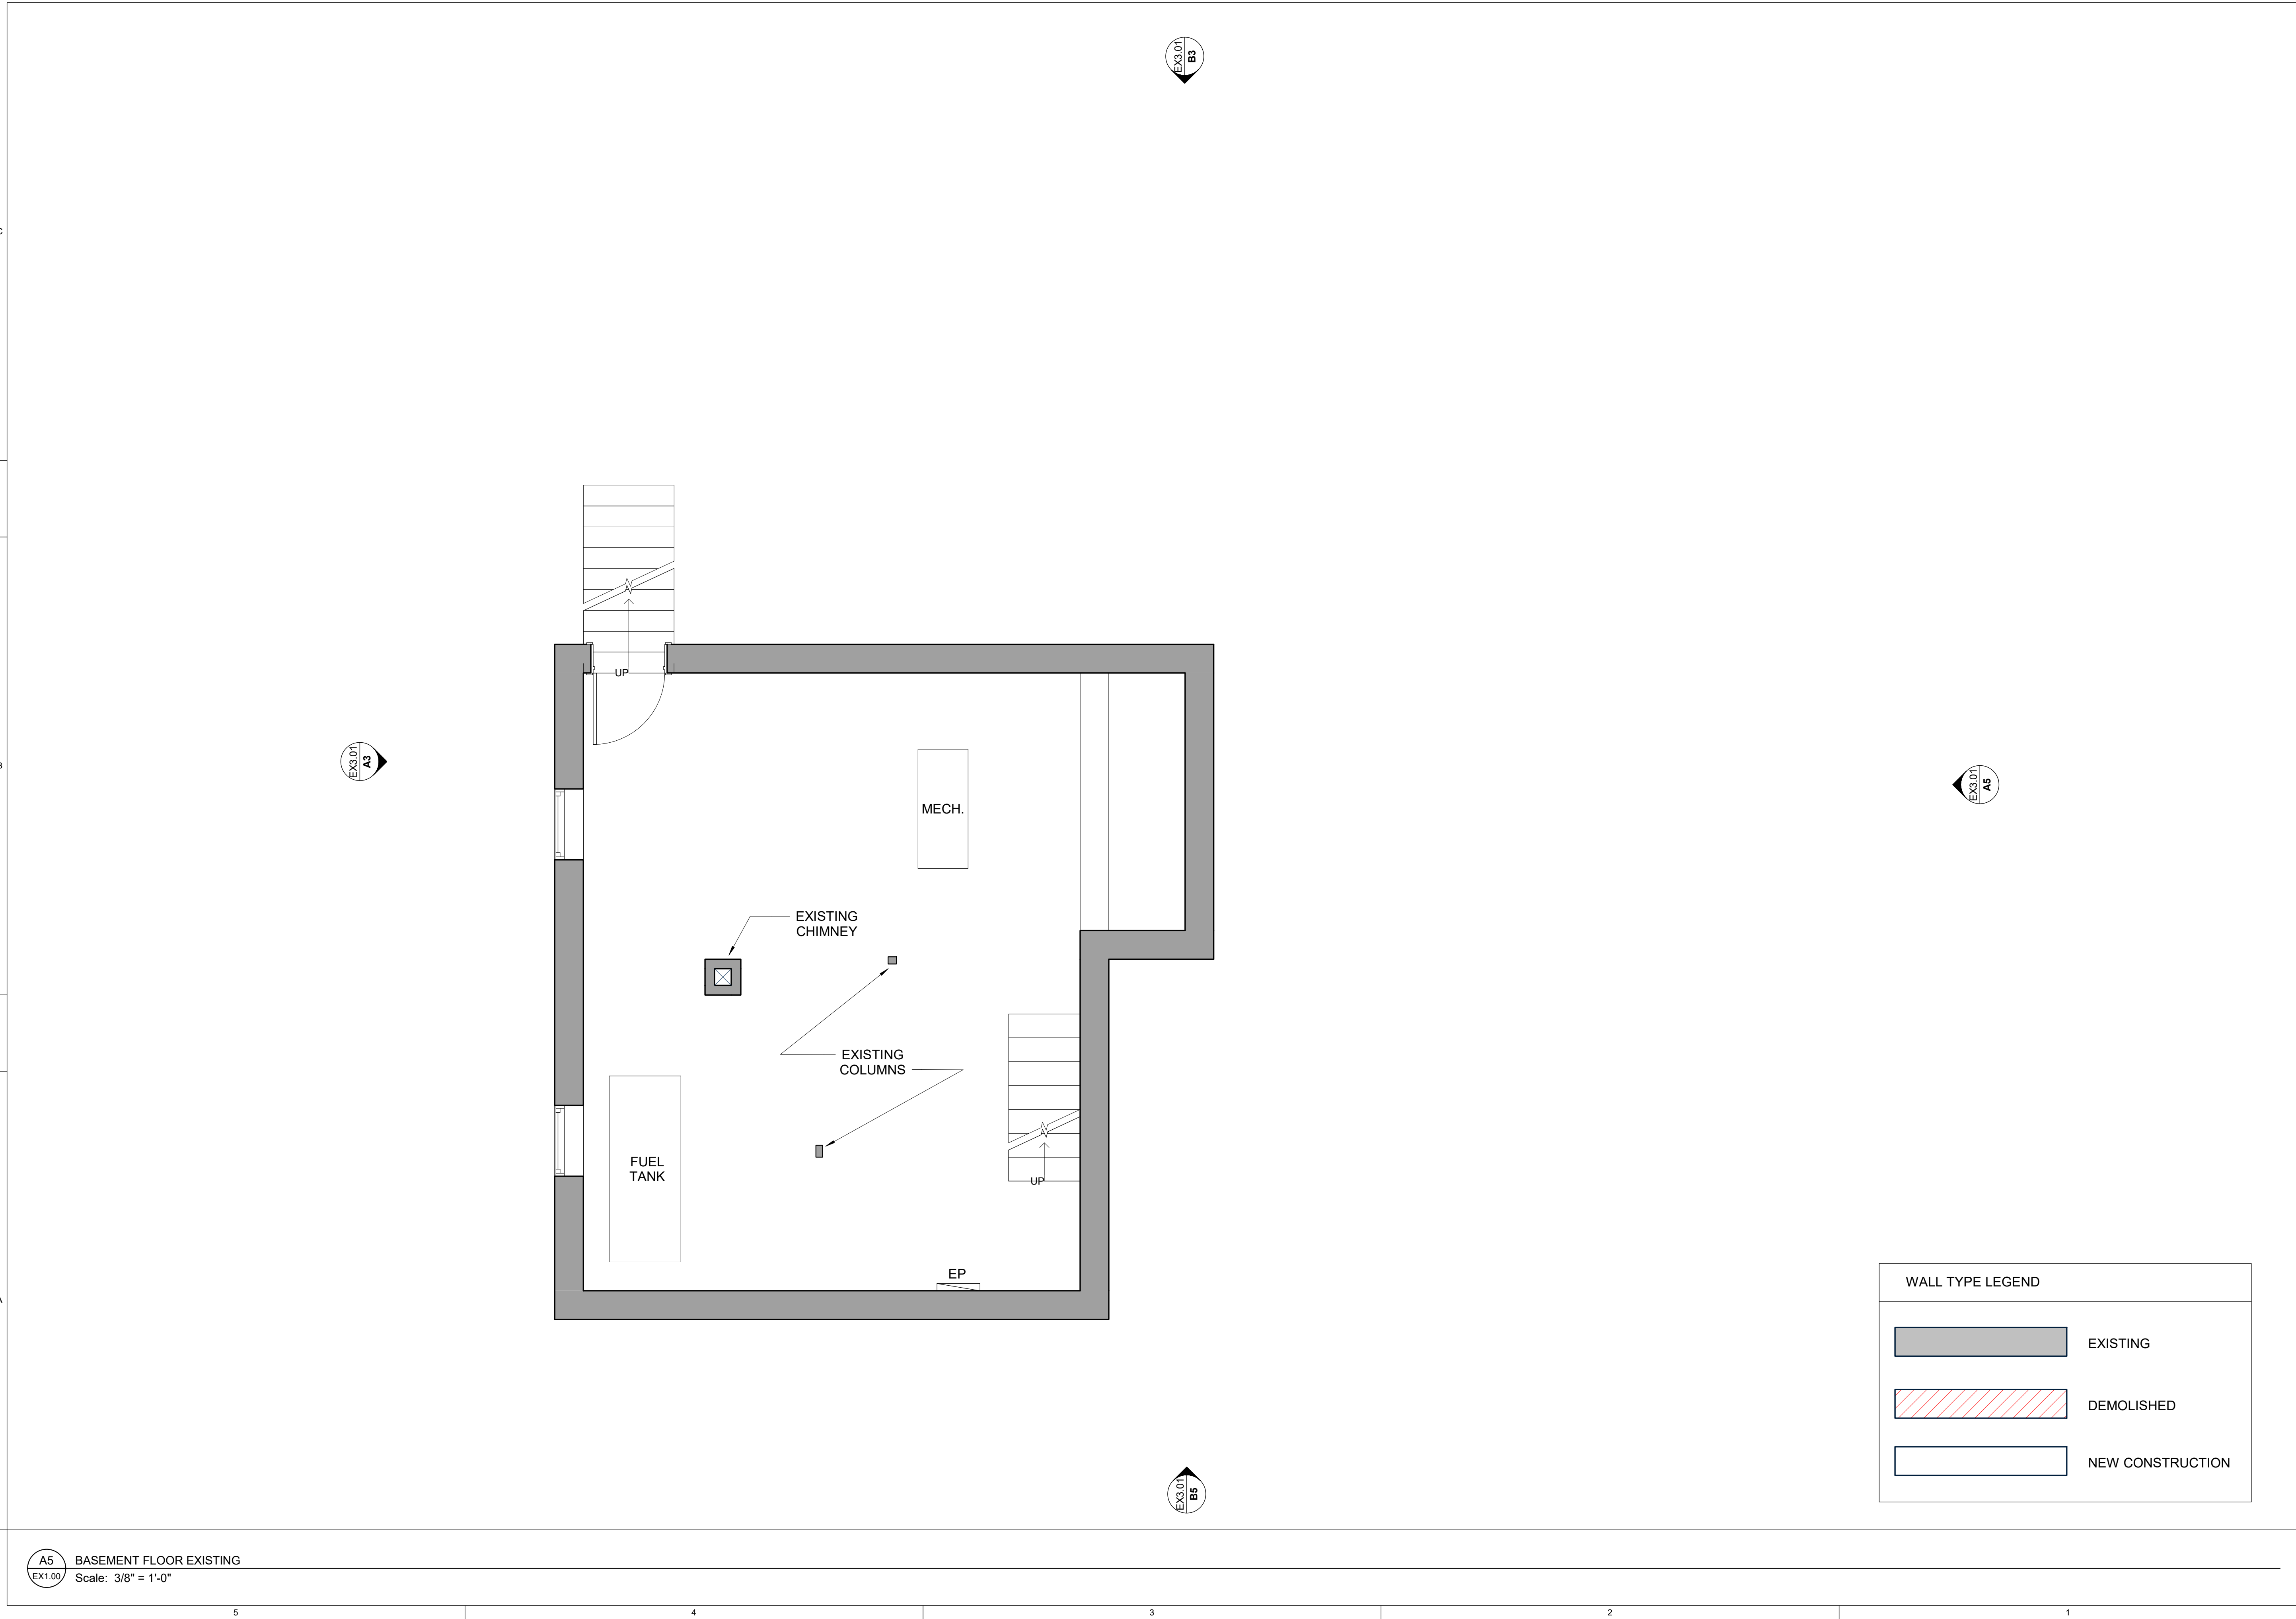 EX3.01
B3
C
UP
EX3.01
A3
B
EX3.01
A5
MECH.
EXISTING
CHIMNEY
EXISTING
COLUMNS
FUEL
TANK
UP
EP
A
WALL TYPE LEGEND
EXISTING
DEMOLISHED
NEW CONSTRUCTION
EX3.01
B5
A5
EX1.00
BASEMENT FLOOR EXISTING
Scale: 3/8" = 1'-0"
5
4
3
2
1